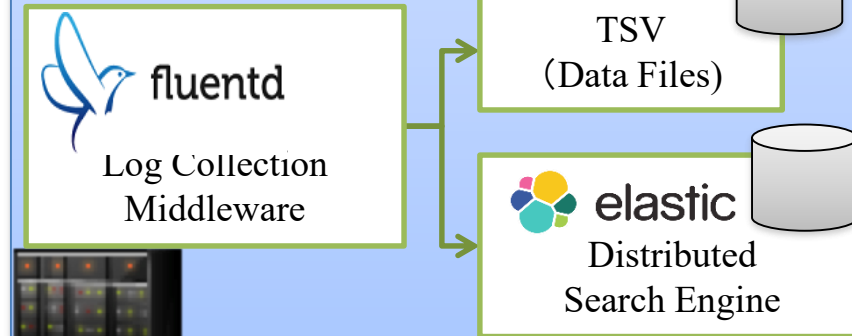 fluentd
Log Collection
Middleware
TSV
（Data Files)
elastic
Distributed
Search Engine